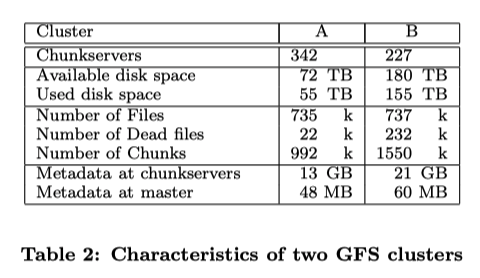 Cluster A B
Chunkservers 342 227
Available disk space 72 TB 180 TB
Used disk space 55 TB 155 TB
Number of Files 735 k 737 k
Number of Dead files 22 k 232 k
Number of Chunks 992 k 1550 k
Metadata at chunkservers 13 GB 21 GB
Metadata at master 48 MB 60 MB
Table 2: Characteristics of two GFS clusters